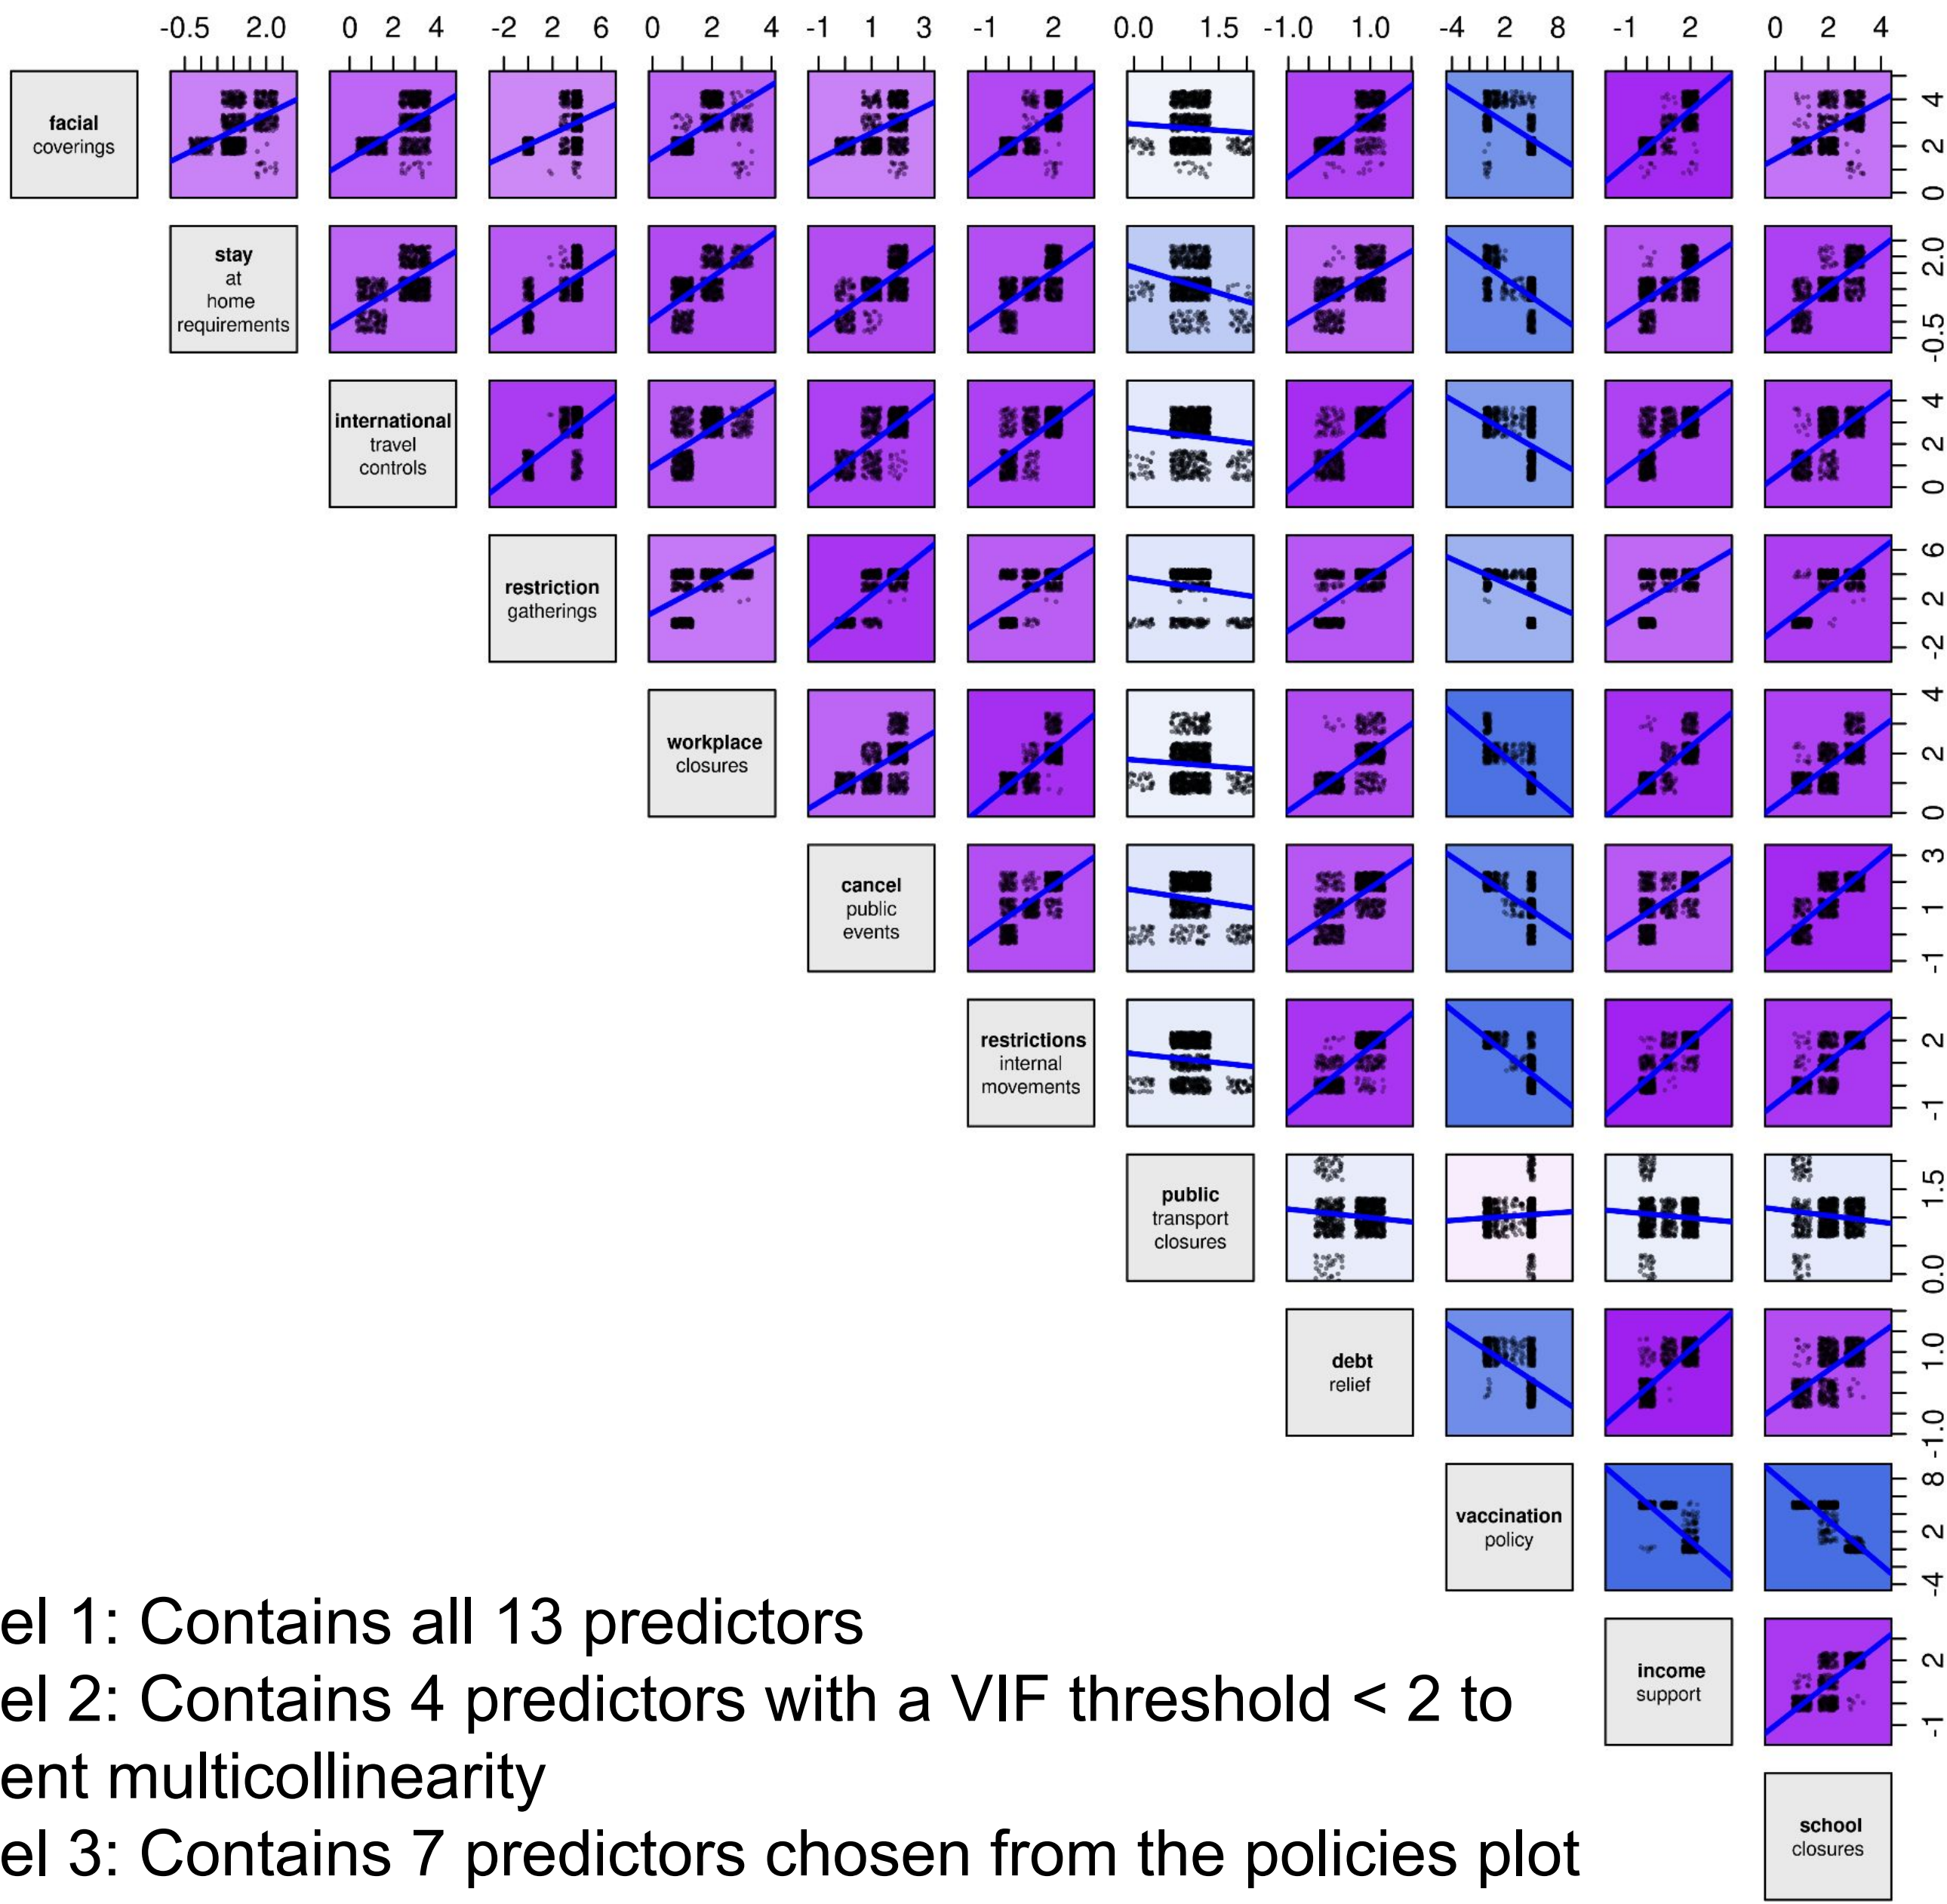 -0.5 2.0 0 2 4 -2 2 6 0 2 4 -1 1 3 -1 2 0.0 1.5 -1.0 1.0 -4 2 8 -1 2 0 2 4
facial
coverings
0 2 4
stay
at
home
requirements
-0.5 2.0
international
travel
controls
0 2 4
restriction
gatherings
-2 2 6
workplace
closures
0 2 4
cancel
public
events
-1 1 3
restrictions
internal
movements
-1 2
public
transport
closures
0.0 1.5
debt
relief
-1.0 1.0
vaccination
policy
-4 2 8
income
support
-1 2
school
closures
el 1: Contains all 13 predictors
el 2: Contains 4 predictors with a VIF threshold < 2 to
ent multicollinearity
el 3: Contains 7 predictors chosen from the policies plot